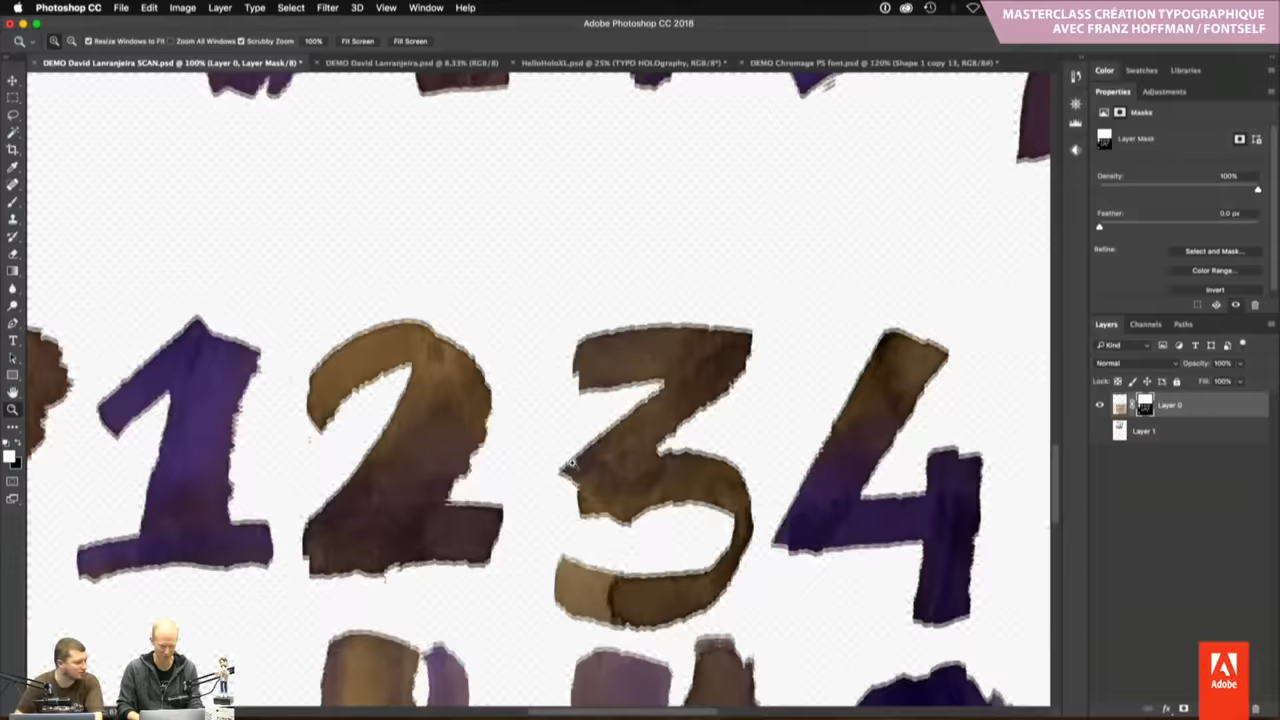 Photoshop CC File Edit Image Layer Type Select Filter 3D View Window Help
MASTERCLASS CRÉATION TYPOGRAPHIQUE
AVEC FRANZ HOFFMAN / FONTSELF
Adobe Photoshop CC 2018
Resize Windows to Fit Zoom All Windows Scrubby Zoom 100% Fit Screen Fill Screen
DEMO David Lanranjeira SCAN.psd @ 100% (Layer 0, Layer Mask/8) * DEMO David Lanranjeira.psd @ 8.33% (RGB/8) HelloHoloXL.psd @ 25% (TYPO HOLOgraphy, RGB/8*) * DEMO Chromage PS font.psd @ 120% (Shape 1 copy 13, RGB/8#) *
Color Swatches Libraries
Properties Adjustments
Masks
Layer Mask
Density: 100%
Feather: 0.0 px
Refine: Select and Mask...
Color Range...
Invert
Layers Channels Paths
Kind
Normal Opacity: 100%
Lock: Fill: 100%
Layer 0
Layer 1
1 2 3 4
T
fx
Adobe